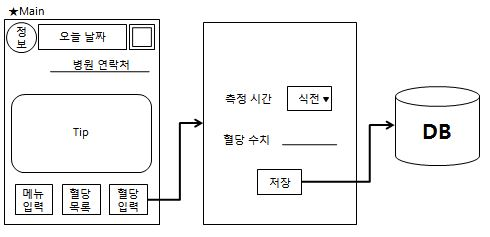 ★Main
정
보
오늘 날짜
병원 연락처
Tip
메뉴
입력
혈당
목록
혈당
입력
측정 시간
식전▼
혈당 수치
저장
DB